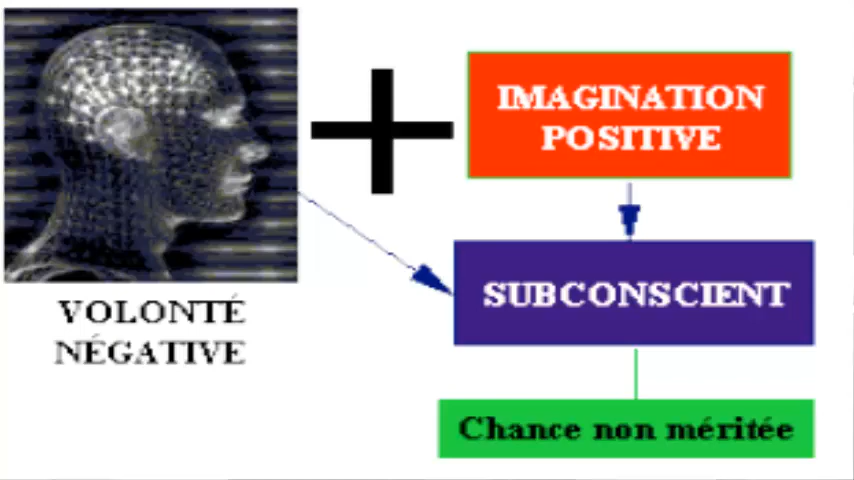 IMAGINATION
POSITIVE
SUBCONSCIENT
VOLONTÉ
NÉGATIVE
Chance non méritée